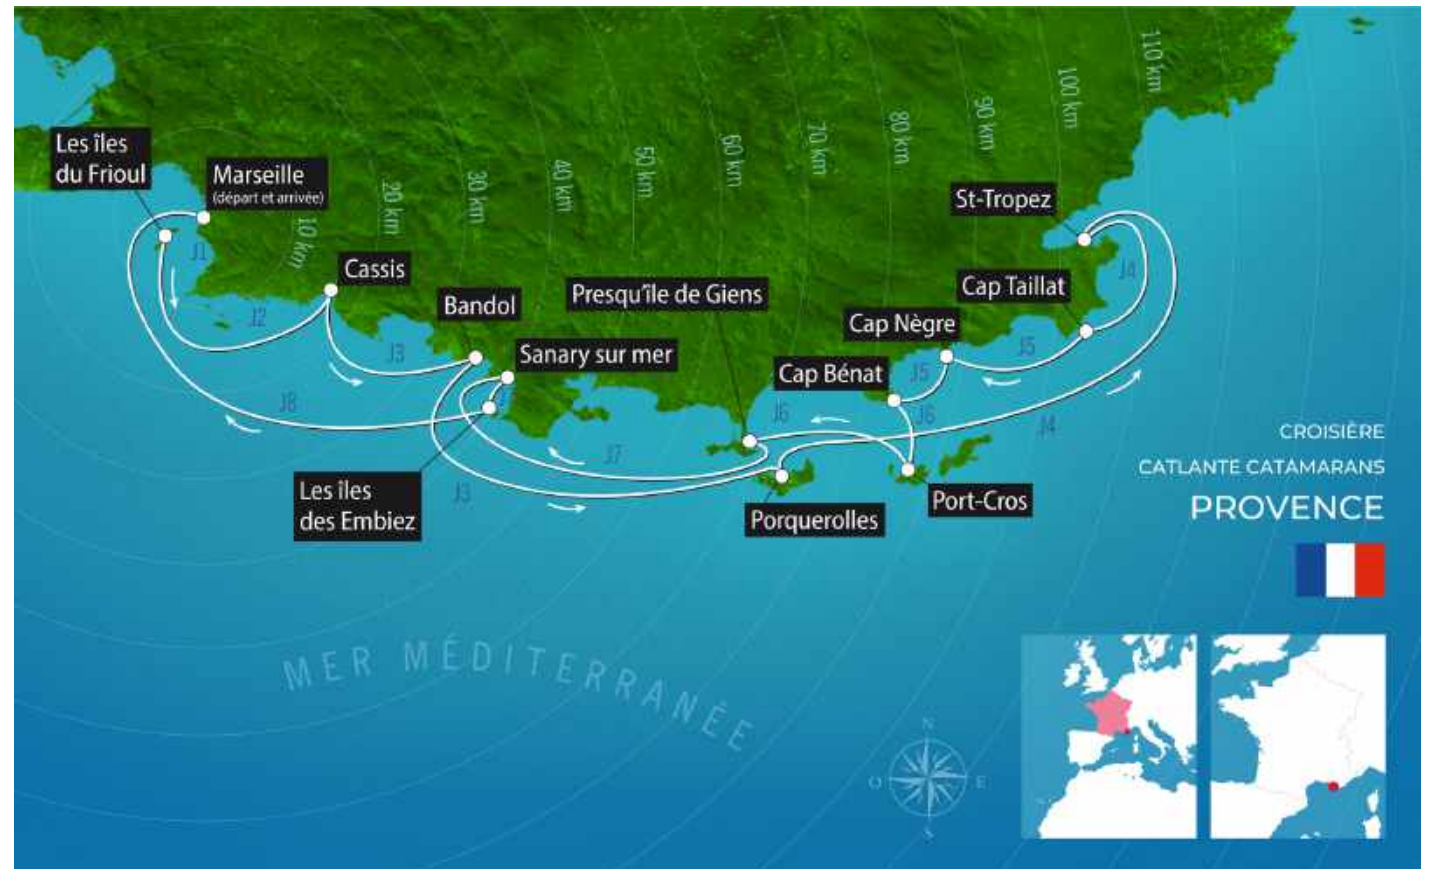 Les îles
du Frioul
Marseille
(départ et arrivée)
10 km
20 km
30 km
40 km
50 km
60 km
70 km
80 km
90 km
100 km
110 km
St-Tropez
Cassis
Bandol
Presqu'île de Giens
Cap Taillat
Cap Nègre
Sanary sur mer
Cap Bénat
J1
J2
J3
J4
J5
J5
J6
J6
J4
J8
J7
J3
Les îles
des Embiez
Porquerolles
Port-Cros
CROISIÈRE
CATLANTE CATAMARANS
PROVENCE
MER MÉDITERRANÉE
N
O
E
S